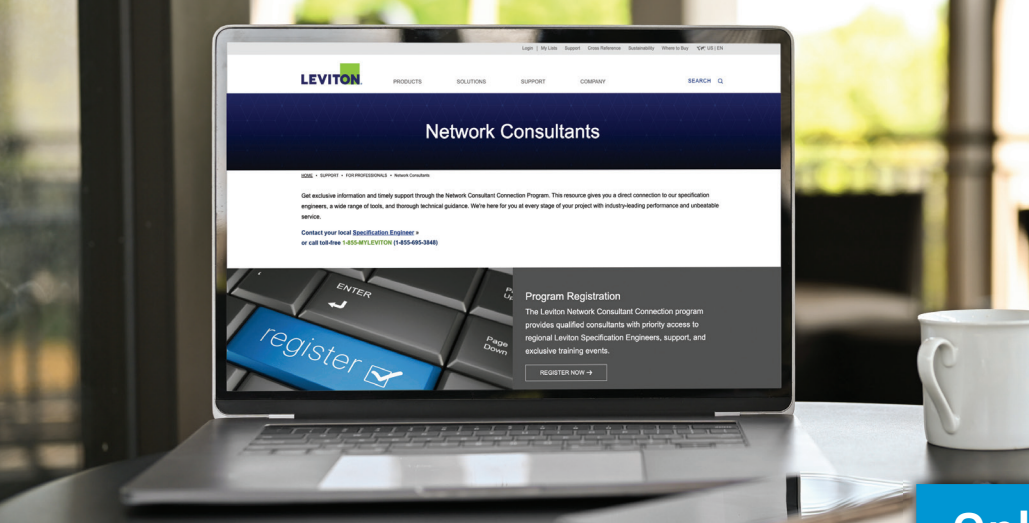 Login | My Lists Support Cross Reference Sustainability Where to Buy US | EN
LEVITON.
PRODUCTS SOLUTIONS SUPPORT COMPANY SEARCH
Network Consultants
HOME • SUPPORT • FOR PROFESSIONALS • Network Consultants
Get exclusive information and timely support through the Network Consultant Connection Program. This resource gives you a direct connection to our specification
engineers, a wide range of tools, and thorough technical guidance. We're here for you at every stage of your project with industry-leading performance and unbeatable
service.
Contact your local Specification Engineer »
or call toll-free 1-855-MYLEVITON (1-855-695-3848)
ENTER
register
Page
Down
Program Registration
The Leviton Network Consultant Connection program
provides qualified consultants with priority access to
regional Leviton Specification Engineers, support, and
exclusive training events.
REGISTER NOW →